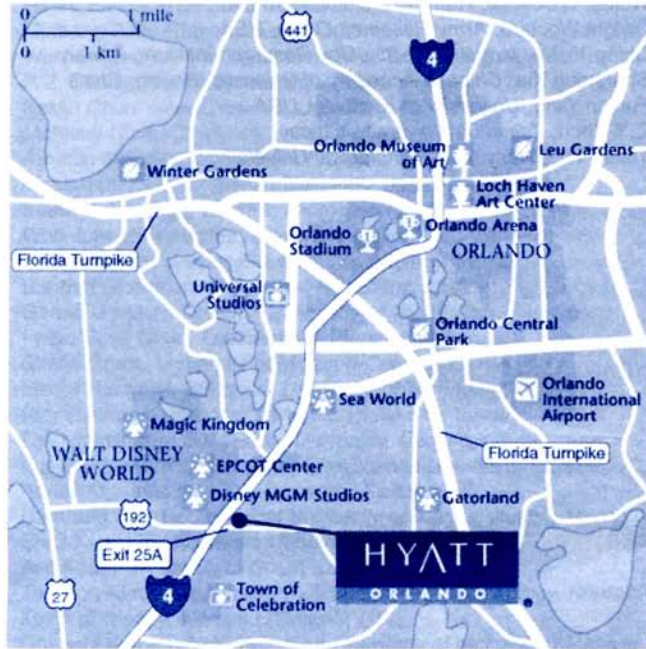 0 1 mile
0 1 km
441
4
Orlando Museum
of Art
Leu Gardens
Winter Gardens
Loch Haven
Art Center
Orlando
Stadium
Orlando Arena
ORLANDO
Florida Turnpike
Universal
Studios
Orlando Central
Park
Sea World
Orlando
International
Airport
Magic Kingdom
WALT DISNEY
WORLD
EPCOT Center
Florida Turnpike
Disney MGM Studios
Gatorland
192
Exit 25A
HYATT
ORLANDO
27
4
Town of
Celebration